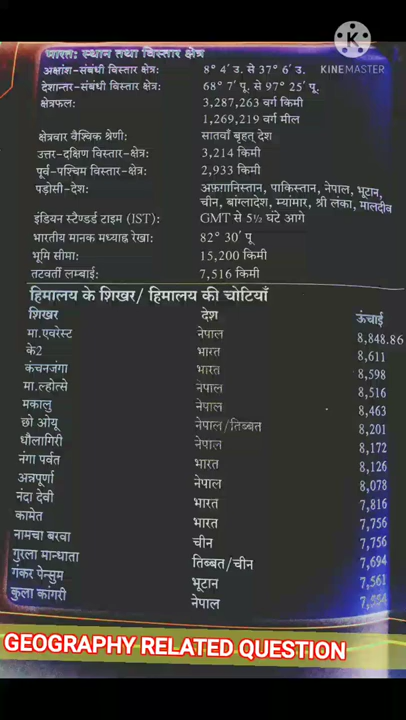 भारत: स्थान तथा विस्तार क्षेत्र
अक्षांश-संबंधी विस्तार क्षेत्र: 8° 4′ उ. से 37° 6′ उ.
KINEMASTER
देशान्तर-संबंधी विस्तार क्षेत्र: 68° 7′ पू. से 97° 25′ पू.
क्षेत्रफल: 3,287,263 वर्ग किमी
1,269,219 वर्ग मील
क्षेत्रवार वैश्विक श्रेणी: सातवाँ बृहत् देश
उत्तर-दक्षिण विस्तार-क्षेत्र: 3,214 किमी
पूर्व-पश्चिम विस्तार-क्षेत्र: 2,933 किमी
पड़ोसी-देश: अफ़ग़ानिस्तान, पाकिस्तान, नेपाल, भूटान,
चीन, बांग्लादेश, म्यांमार, श्री लंका, मालदीव
इंडियन स्टैण्डर्ड टाइम (IST): GMT से 5½ घंटे आगे
भारतीय मानक मध्याह्न रेखा: 82° 30′ पू
भूमि सीमा: 15,200 किमी
तटवर्ती लम्बाई: 7,516 किमी
हिमालय के शिखर/ हिमालय की चोटियाँ
शिखर देश ऊंचाई
मा.एवरेस्ट नेपाल 8,848.86
के2 भारत 8,611
कंचनजंगा भारत 8,598
मा.ल्होत्से नेपाल 8,516
मकालु नेपाल 8,463
छो ओयू नेपाल/तिब्बत 8,201
धौलागिरी नेपाल 8,172
नंगा पर्वत भारत 8,126
अन्नपूर्णा नेपाल 8,078
नंदा देवी भारत 7,816
कामेत भारत 7,756
नामचा बरवा चीन 7,756
गुरला मान्धाता तिब्बत/चीन 7,694
गंकर पेन्सुम भूटान 7,561
कुला कांगरी नेपाल
GEOGRAPHY RELATED QUESTION